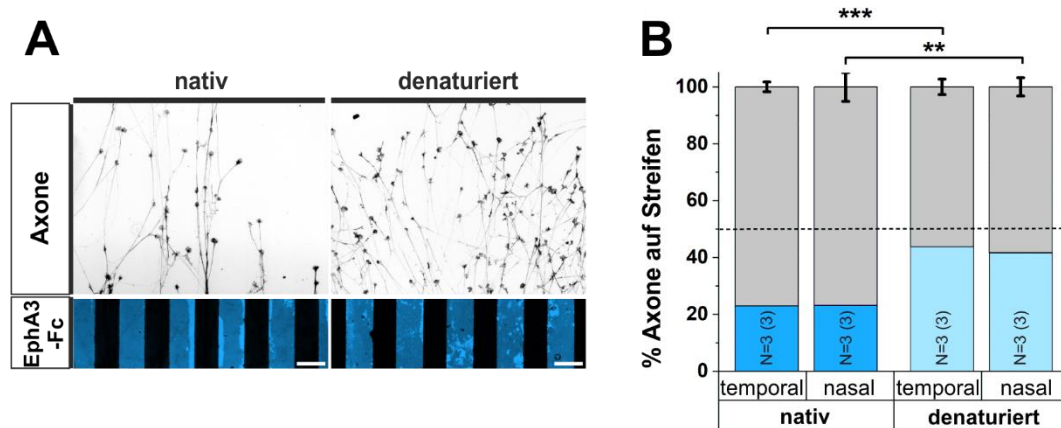 A
nativ
denaturiert
Axone
EphA3
-Fc
B
***
**
% Axone auf Streifen
100
80
60
40
20
0
N=3 (3)
N=3 (3)
N=3 (3)
N=3 (3)
temporal
nasal
temporal
nasal
nativ
denaturiert